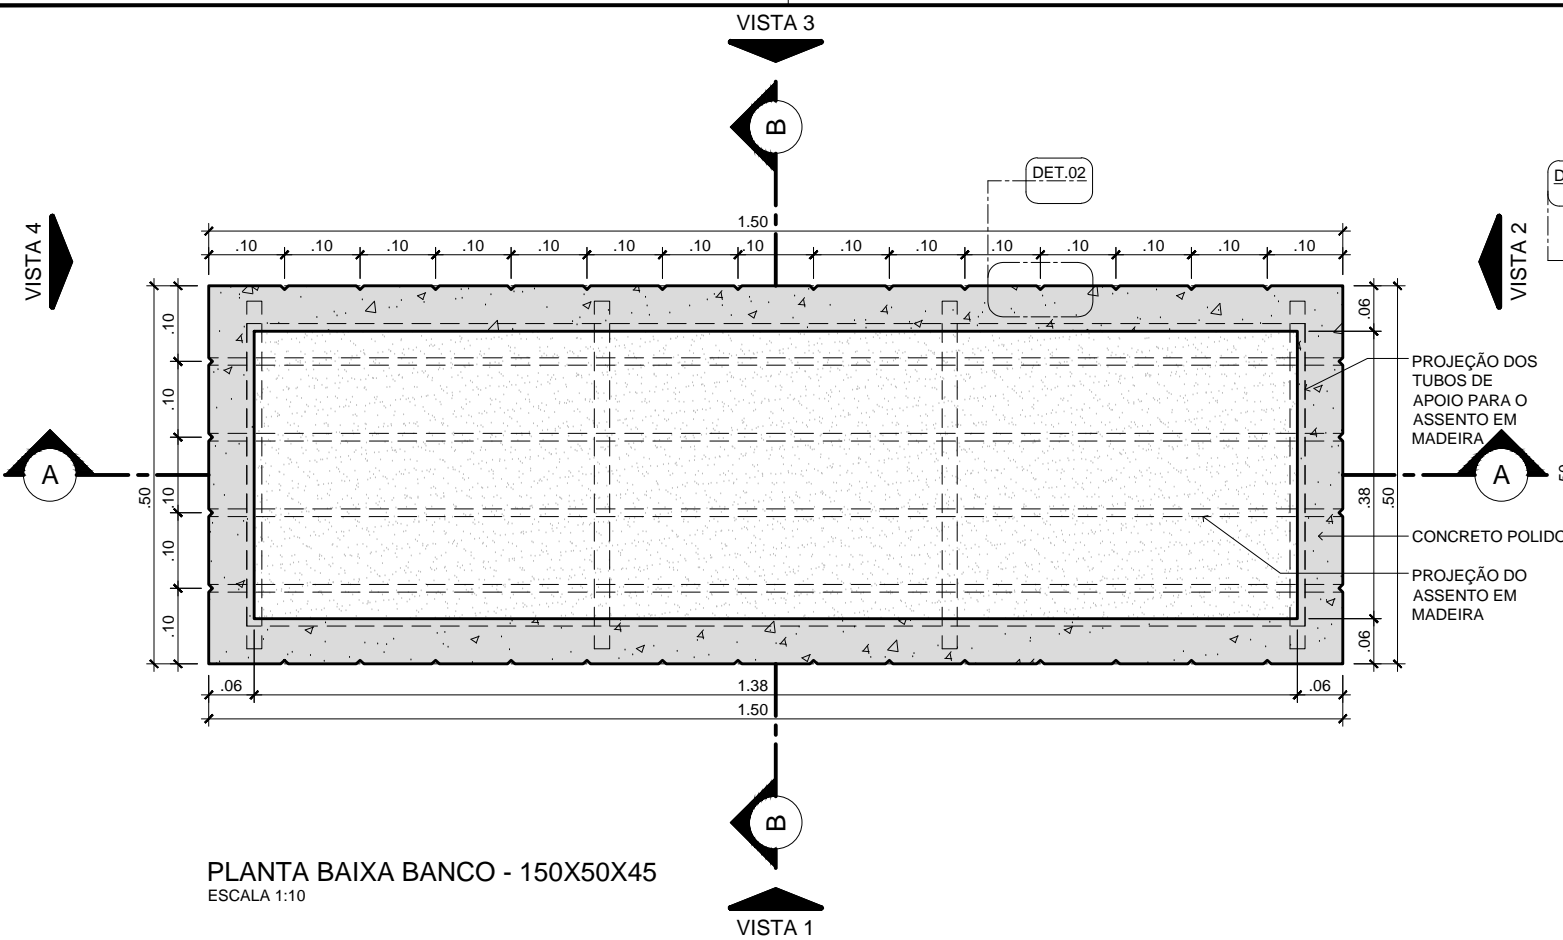 VISTA 3
B
DET.02
D
VISTA 4
VISTA 2
1.50
.10 .10 .10 .10 .10 .10 .10 .10 .10 .10 .10 .10 .10 .10 .10
.06
.10
.10
.10
.10
.10
.50
.38
.50
.06
PROJEÇÃO DOS
TUBOS DE
APOIO PARA O
ASSENTO EM
MADEIRA
A
A
.50
CONCRETO POLIDO
PROJEÇÃO DO
ASSENTO EM
MADEIRA
.06 1.38 .06
1.50
B
PLANTA BAIXA BANCO - 150X50X45
ESCALA 1:10
VISTA 1